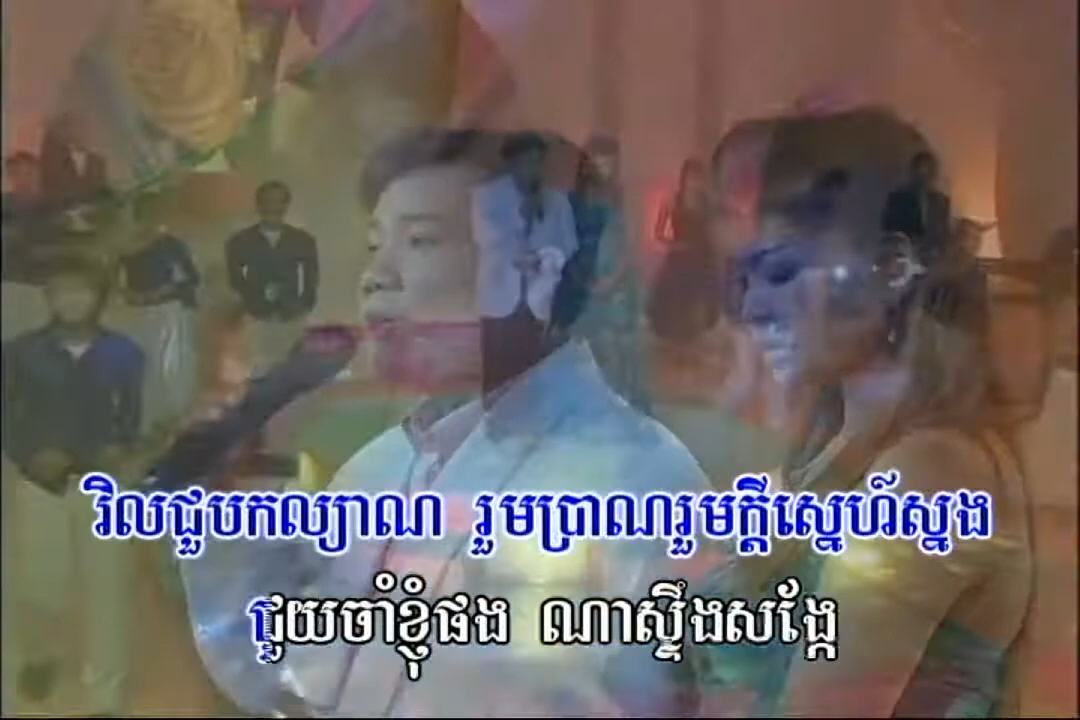 វិលជួបកល្យាណ រួមប្រាណរួមក្ដីស្នេហ៍ស្នង
ជួយចាំខ្ញុំផង ណាស្ទឹងសង្កែ